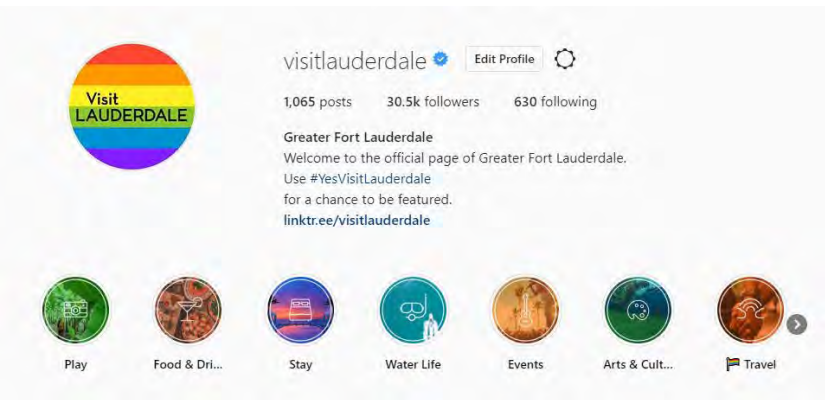 Visit
LAUDERDALE
visitlauderdale Edit Profile
1,065 posts 30.5k followers 630 following
Greater Fort Lauderdale
Welcome to the official page of Greater Fort Lauderdale.
Use #YesVisitLauderdale
for a chance to be featured.
linktr.ee/visitlauderdale
Play Food & Dri... Stay Water Life Events Arts & Cult... 🏳️‍🌈 Travel